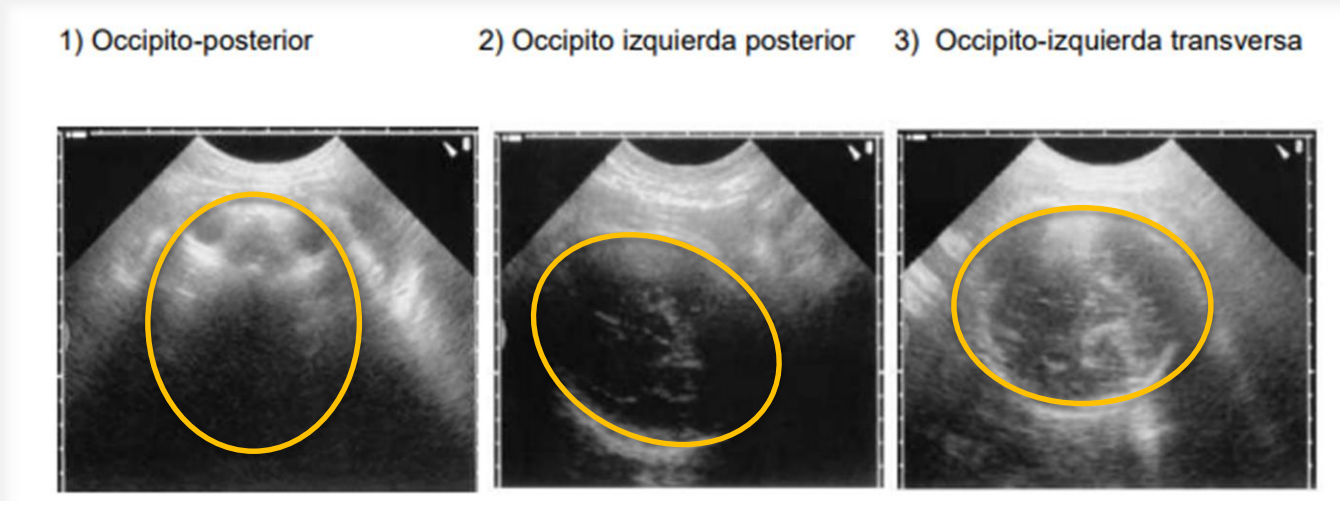 1) Occipito-posterior
2) Occipito izquierda posterior
3) Occipito-izquierda transversa